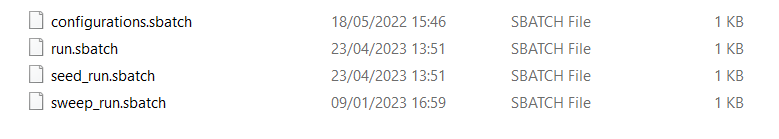 configurations.sbatch 18/05/2022 15:46 SBATCH File 1 KB
run.sbatch 23/04/2023 13:51 SBATCH File 1 KB
seed_run.sbatch 23/04/2023 13:51 SBATCH File 1 KB
sweep_run.sbatch 09/01/2023 16:59 SBATCH File 1 KB